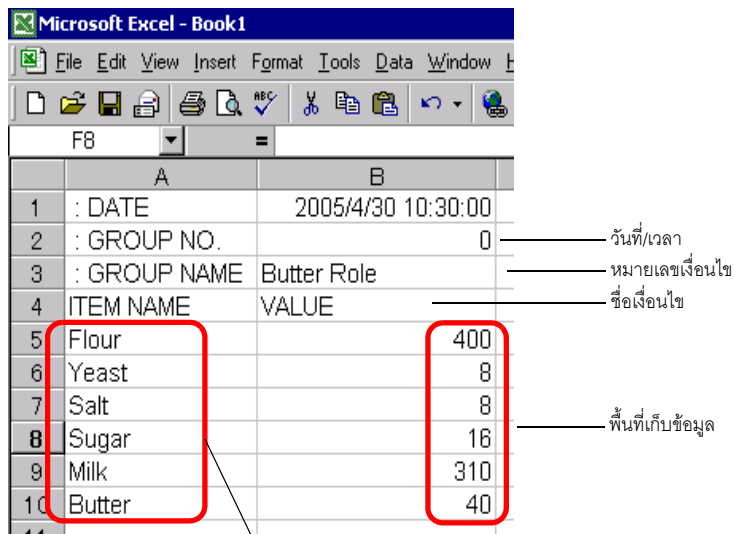 Microsoft Excel - Book1
File Edit View Insert Format Tools Data Window
ABC
F8 =
A B
1 : DATE 2005/4/30 10:30:00
2 : GROUP NO. 0
วันที่/เวลา
3 : GROUP NAME Butter Role
หมายเลขเงื่อนไข
4 ITEM NAME VALUE
ชื่อเงื่อนไข
5 Flour 400
6 Yeast 8
7 Salt 8
พื้นที่เก็บข้อมูล
8 Sugar 16
9 Milk 310
10 Butter 40